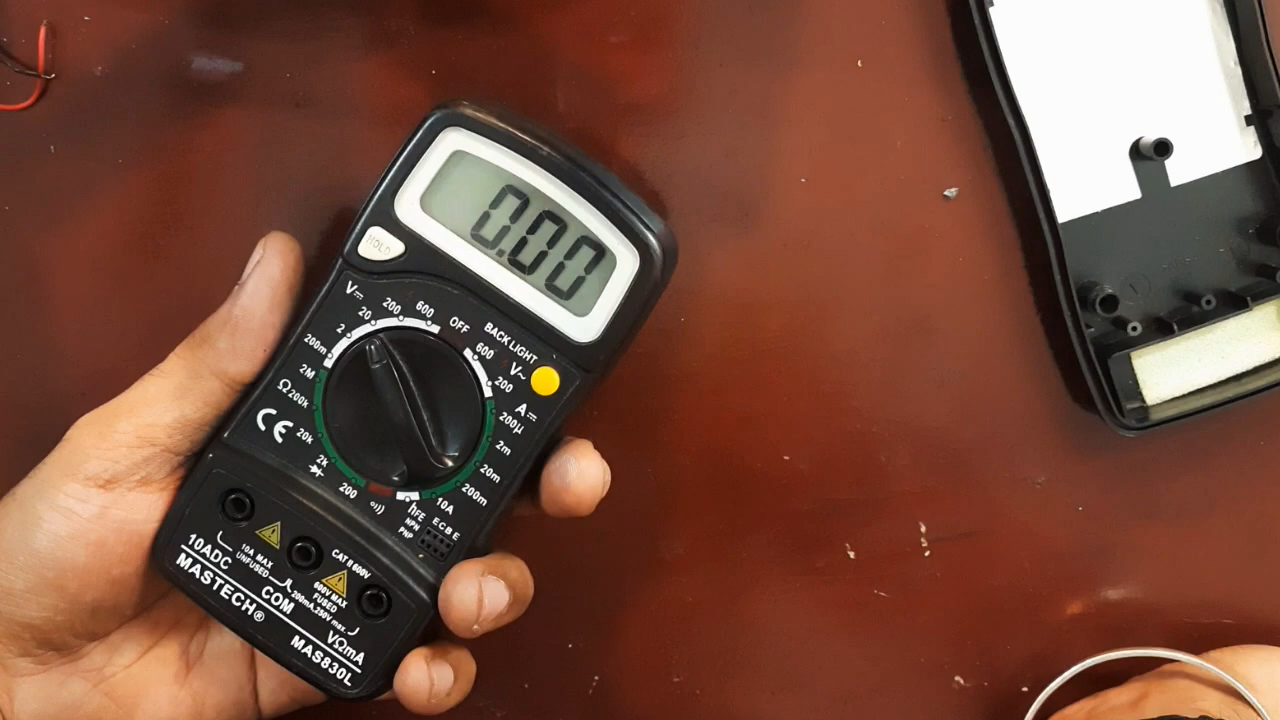 0.00
HOLD
BACK LIGHT
OFF
V⎓
600
200
20
2
200m
2M
Ω
200k
20k
2k
200
600
V~
200
A⎓
200µ
2m
20m
200m
10A
hFE
NPN
PNP
E C B E
CE
10ADC
10A MAX
UNFUSED
COM
CAT II 600V
600V MAX
FUSED
200mA,250V max
VΩmA
MASTECH®
MAS830L